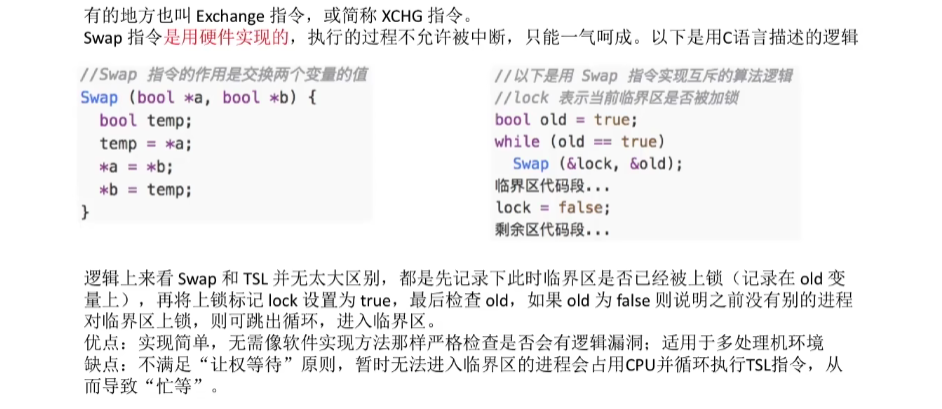 有的地方也叫 Exchange 指令，或简称 XCHG 指令。
Swap 指令是用硬件实现的，执行的过程不允许被中断，只能一气呵成。以下是用C语言描述的逻辑
//Swap 指令的作用是交换两个变量的值
Swap (bool *a, bool *b) {
  bool temp;
  temp = *a;
  *a = *b;
  *b = temp;
}
//以下是用 Swap 指令实现互斥的算法逻辑
//lock 表示当前临界区是否被加锁
bool old = true;
while (old == true)
  Swap (&lock, &old);
临界区代码段...
lock = false;
剩余区代码段...
逻辑上来看 Swap 和 TSL 并无太大区别，都是先记录下此时临界区是否已经被上锁（记录在 old 变
量上），再将上锁标记 lock 设置为 true，最后检查 old，如果 old 为 false 则说明之前没有别的进程
对临界区上锁，则可跳出循环，进入临界区。
优点：实现简单，无需像软件实现方法那样严格检查是否会有逻辑漏洞；适用于多处理机环境
缺点：不满足“让权等待”原则，暂时无法进入临界区的进程会占用CPU并循环执行TSL指令，从
而导致“忙等”。